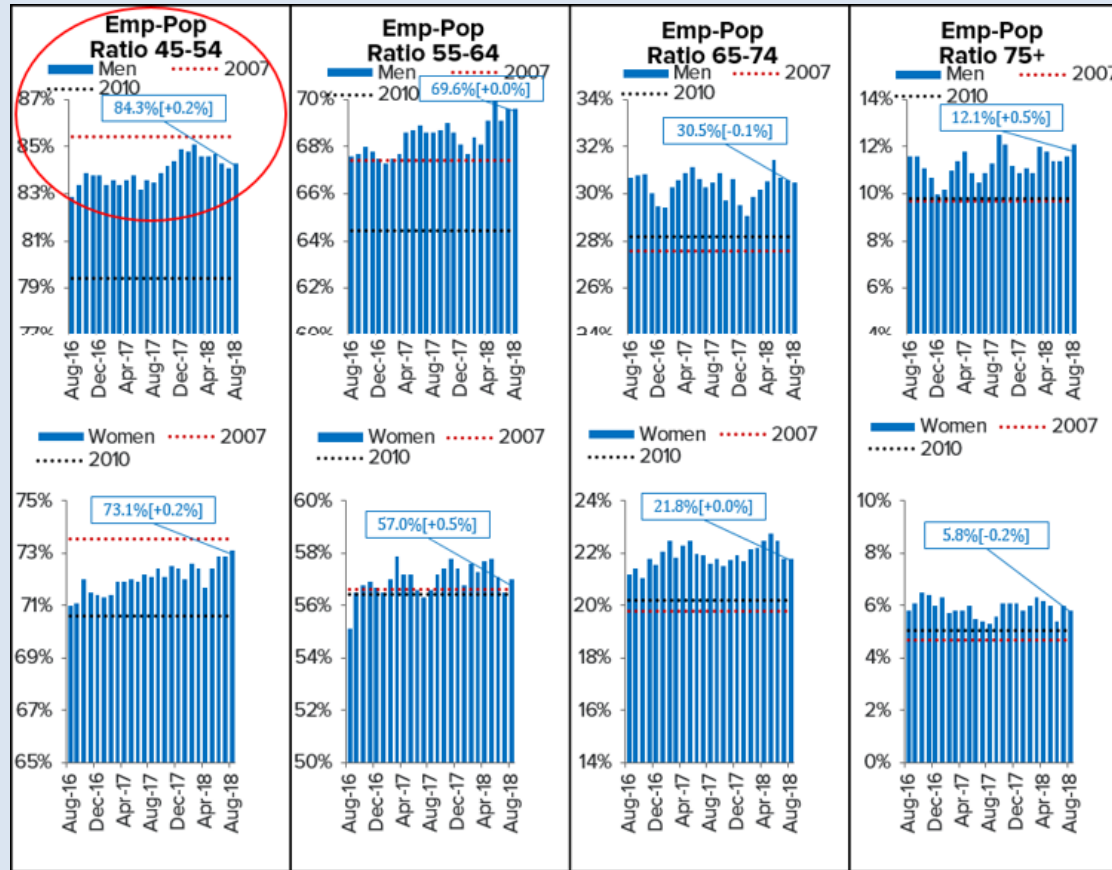 Emp-Pop
Ratio 45-54
Men 2007
2010
84.3%[+0.2%]
87%
85%
83%
81%
79%
77%
Aug-16
Dec-16
Apr-17
Aug-17
Dec-17
Apr-18
Aug-18
Women 2007
2010
73.1%[+0.2%]
75%
73%
71%
69%
67%
65%
Aug-16
Dec-16
Apr-17
Aug-17
Dec-17
Apr-18
Aug-18
Emp-Pop
Ratio 55-64
Men 2007
2010
69.6%[+0.0%]
70%
68%
66%
64%
62%
60%
Aug-16
Dec-16
Apr-17
Aug-17
Dec-17
Apr-18
Aug-18
Women 2007
2010
57.0%[+0.5%]
60%
58%
56%
54%
52%
50%
Aug-16
Dec-16
Apr-17
Aug-17
Dec-17
Apr-18
Aug-18
Emp-Pop
Ratio 65-74
Men 2007
2010
30.5%[-0.1%]
34%
32%
30%
28%
26%
24%
Aug-16
Dec-16
Apr-17
Aug-17
Dec-17
Apr-18
Aug-18
Women 2007
2010
21.8%[+0.0%]
24%
22%
20%
18%
16%
14%
Aug-16
Dec-16
Apr-17
Aug-17
Dec-17
Apr-18
Aug-18
Emp-Pop
Ratio 75+
Men 2007
2010
12.1%[+0.5%]
14%
12%
10%
8%
6%
4%
Aug-16
Dec-16
Apr-17
Aug-17
Dec-17
Apr-18
Aug-18
Women 2007
2010
5.8%[-0.2%]
10%
8%
6%
4%
2%
0%
Aug-16
Dec-16
Apr-17
Aug-17
Dec-17
Apr-18
Aug-18